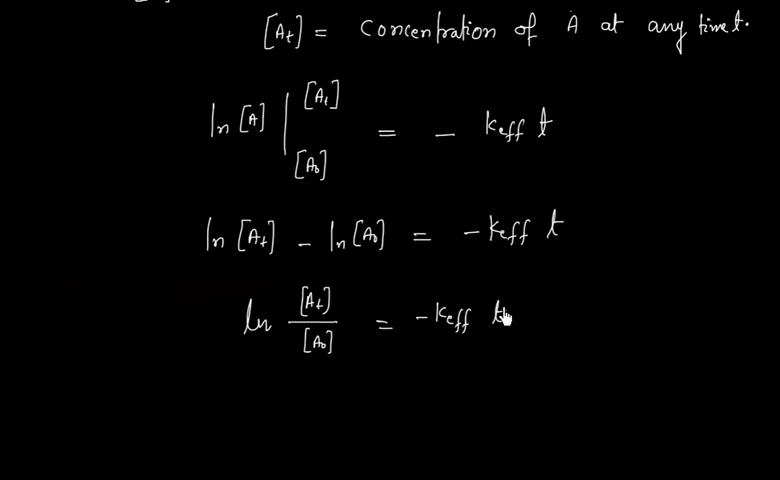 [At] = Concentration of A at any time t.
ln [A] | [At] [A0] = - keff t
ln [At] - ln [A0] = - keff t
ln [At]/[A0] = - keff t